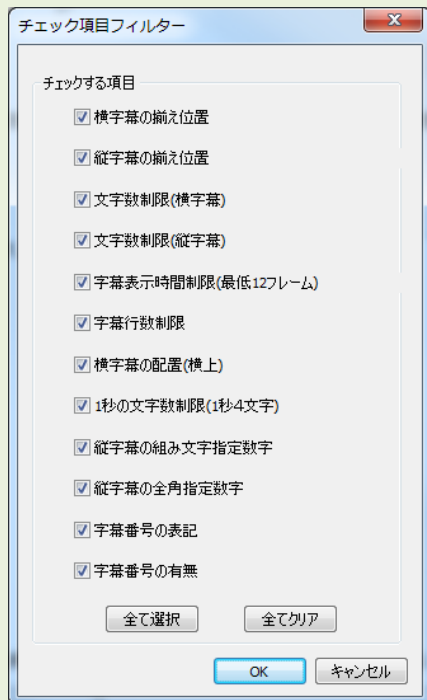 チェック項目フィルター
チェックする項目
横字幕の揃え位置
縦字幕の揃え位置
文字数制限(横字幕)
文字数制限(縦字幕)
字幕表示時間制限(最低12フレーム)
字幕行数制限
横字幕の配置(横上)
1秒の文字数制限(1秒4文字)
縦字幕の組み文字指定数字
縦字幕の全角指定数字
字幕番号の表記
字幕番号の有無
全て選択 全てクリア
OK キャンセル